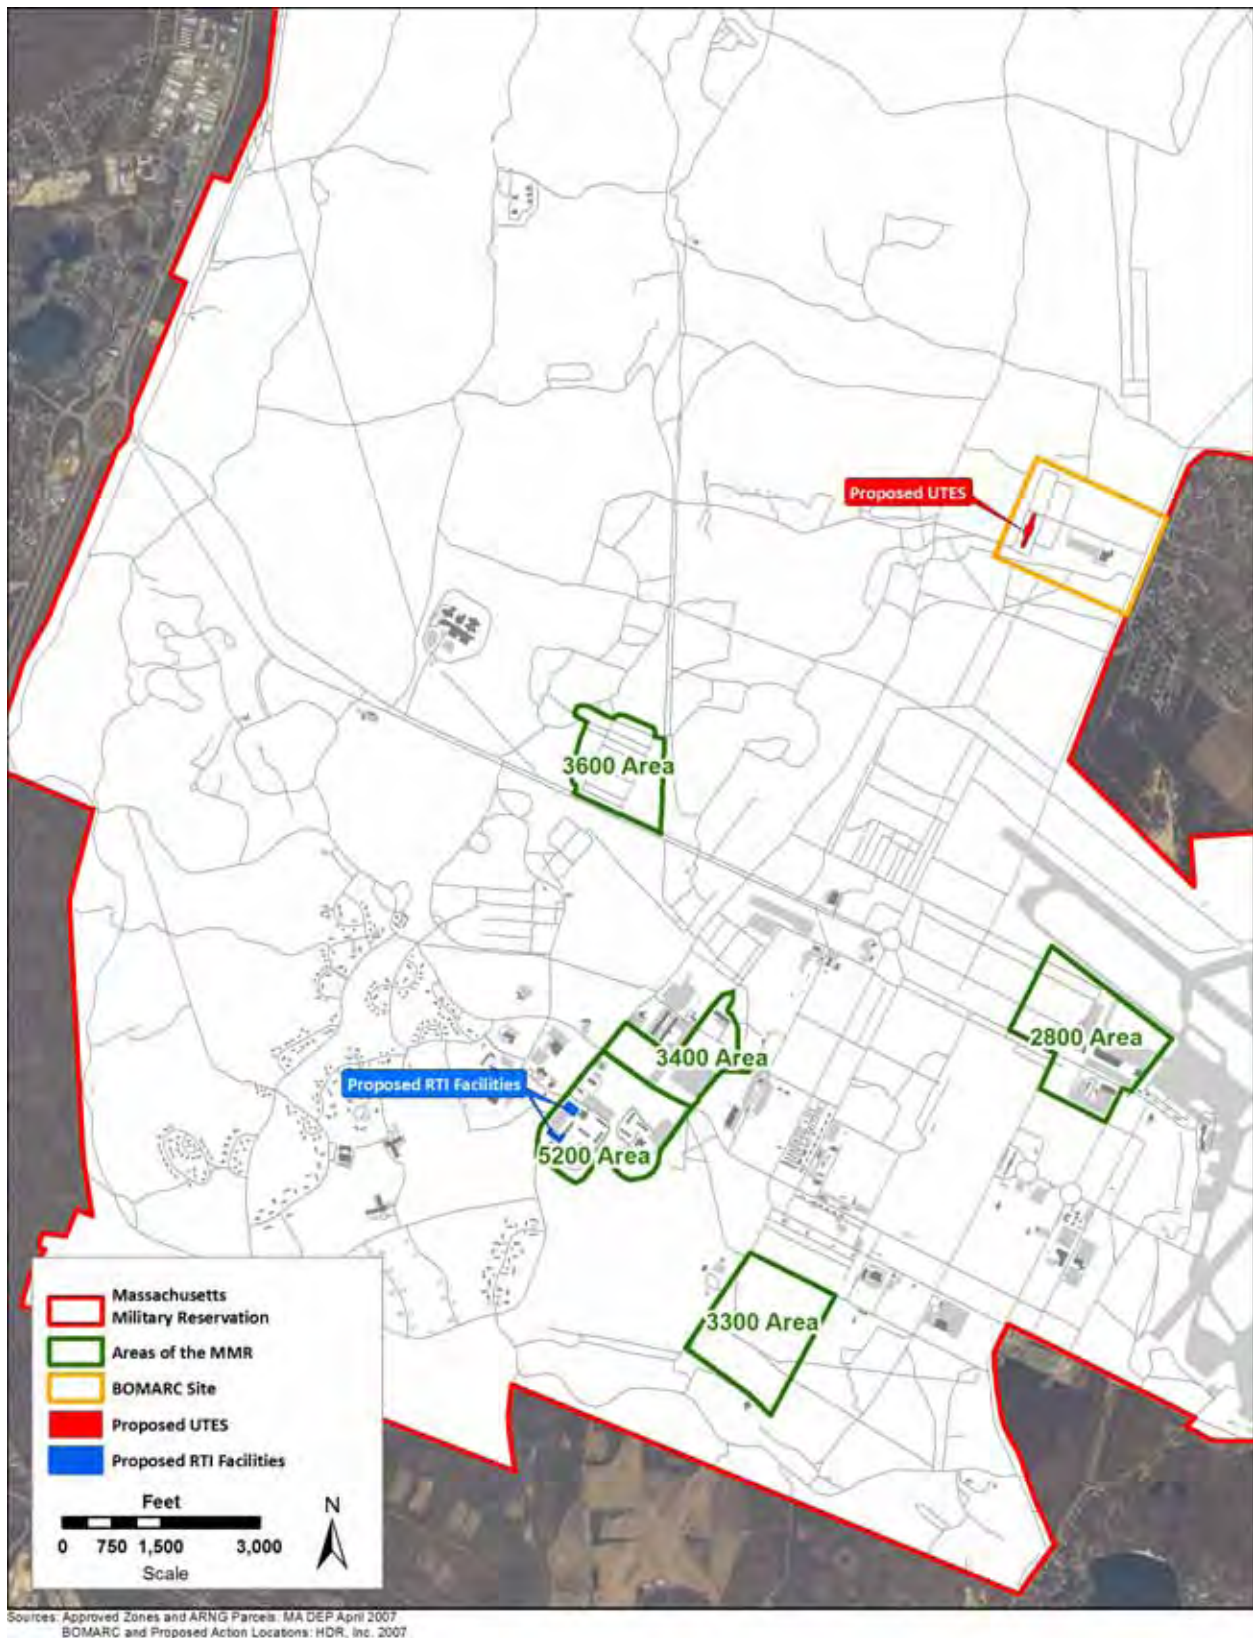 Proposed UTES
3600 Area
2800 Area
3400 Area
Proposed RTI Facilities
5200 Area
3300 Area
Massachusetts
Military Reservation
Areas of the MMR
BOMARC Site
Proposed UTES
Proposed RTI Facilities
Feet
N
0 750 1,500 3,000
Scale
Sources: Approved Zones and ARNG Parcels: MA DEP April 2007
BOMARC and Proposed Action Locations: HDR, Inc. 2007